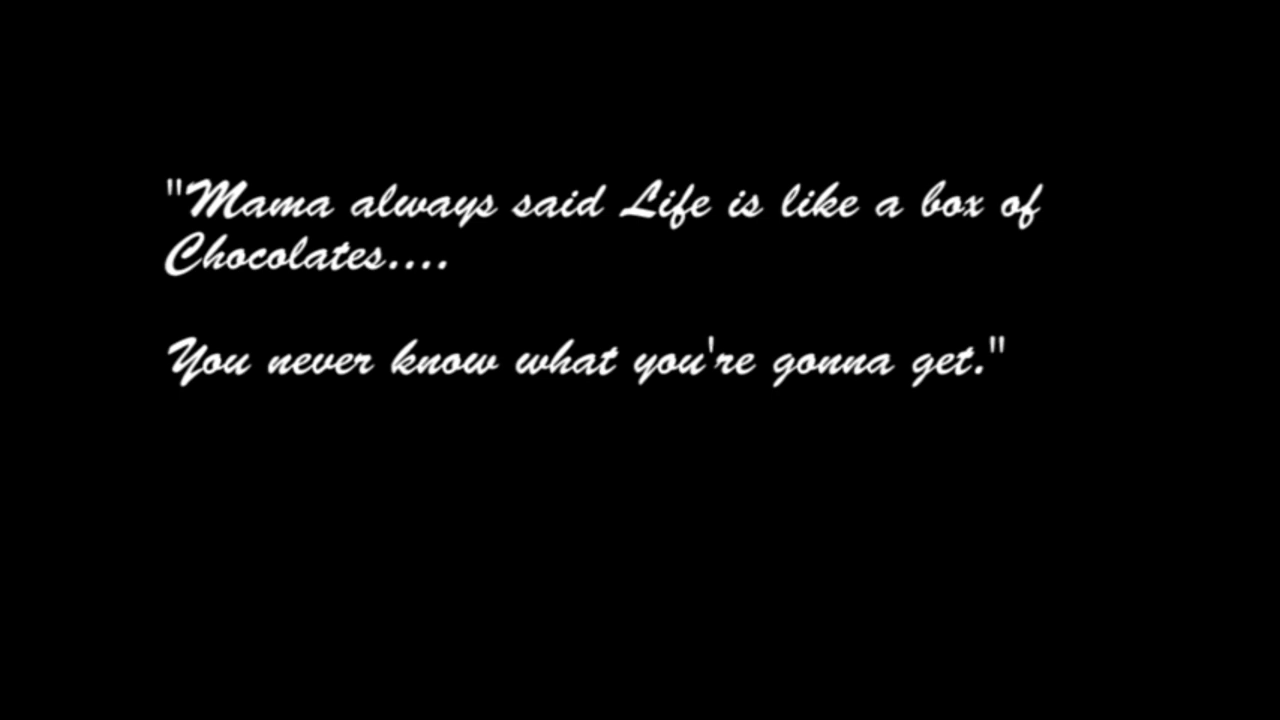 "Mama always said Life is like a box of
Chocolates....
You never know what you're gonna get."